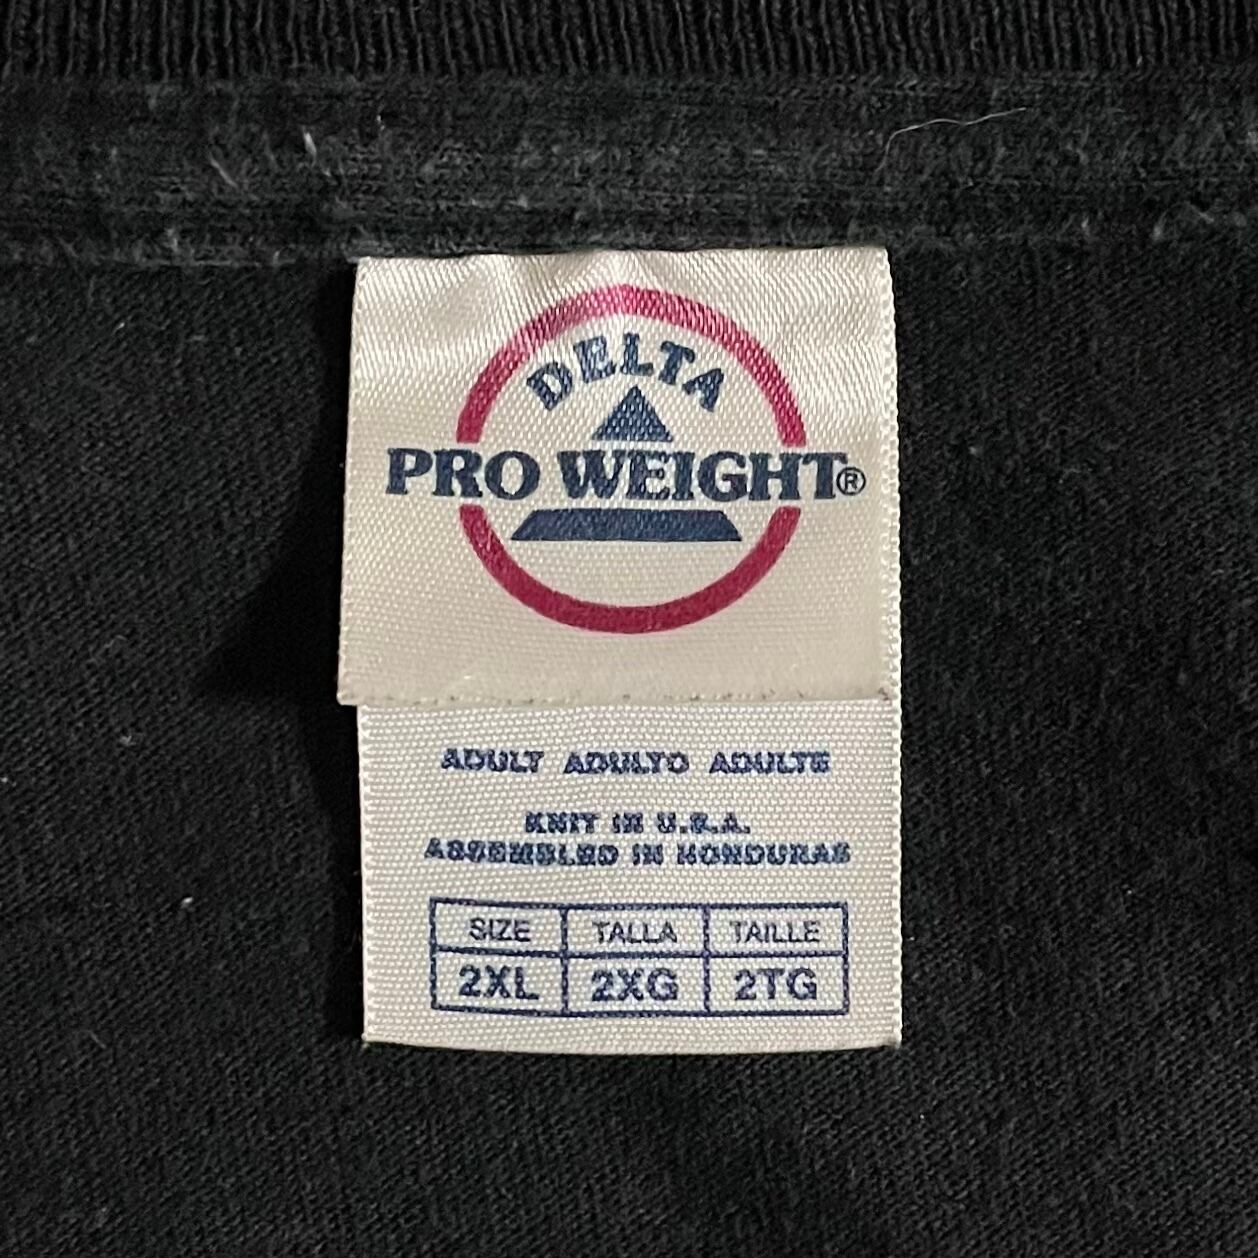 DELTA
PRO WEIGHT®
ADULT ADULTO ADULTE
KNIT IN U.S.A.
ASSEMBLED IN HONDURAS
SIZE TALLA TAILLE
2XL 2XG 2TG